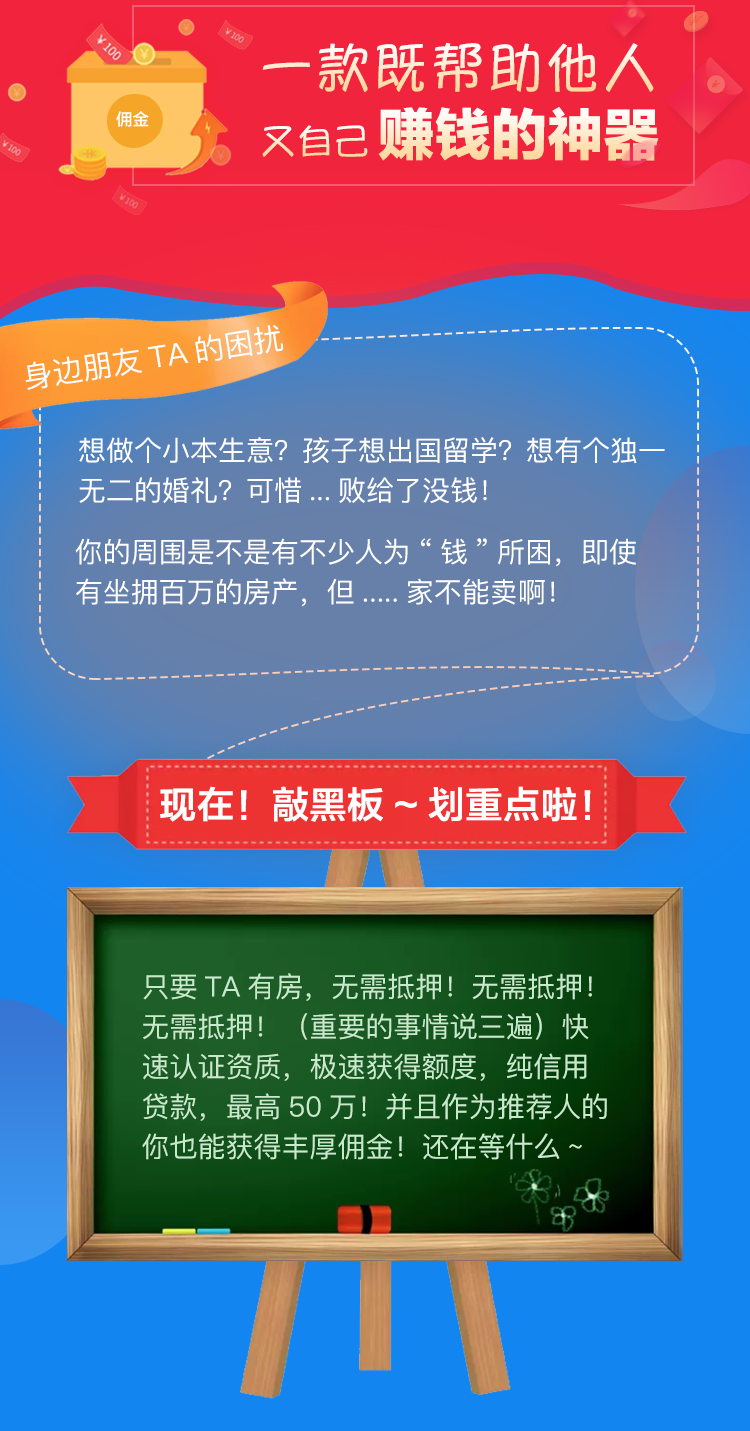 ¥100
¥100
佣金
¥100
¥100
一款既帮助他人
又自己 赚钱的神器
身边朋友 TA 的困扰
想做个小本生意？孩子想出国留学？想有个独一
无二的婚礼？可惜 ... 败给了没钱！
你的周围是不是有不少人为 “ 钱 ” 所困，即使
有坐拥百万的房产，但 ..... 家不能卖啊！
现在！敲黑板 ~ 划重点啦！
只要 TA 有房，无需抵押！无需抵押！
无需抵押！（重要的事情说三遍）快
速认证资质，极速获得额度，纯信用
贷款，最高 50 万！并且作为推荐人的
你也能获得丰厚佣金！还在等什么 ~